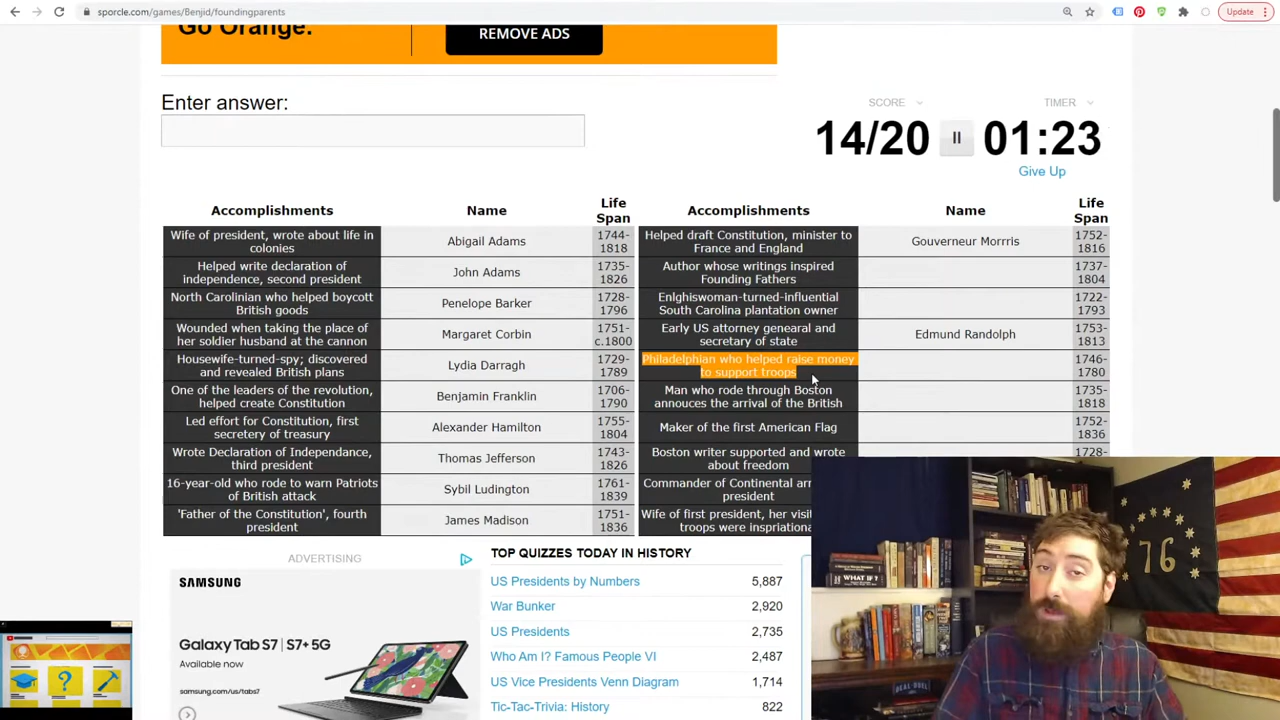 sporcle.com/games/Benjid/foundingparents
Update
Go Orange.
REMOVE ADS
Enter answer:
SCORE
TIMER
14/20
01:23
Give Up
Accomplishments Name Life Span
Wife of president, wrote about life in
colonies
Abigail Adams
1744-
1818
Helped write declaration of
independence, second president
John Adams
1735-
1826
North Carolinian who helped boycott
British goods
Penelope Barker
1728-
1796
Wounded when taking the place of
her soldier husband at the cannon
Margaret Corbin
1751-
c.1800
Housewife-turned-spy; discovered
and revealed British plans
Lydia Darragh
1729-
1789
One of the leaders of the revolution,
helped create Constitution
Benjamin Franklin
1706-
1790
Led effort for Constitution, first
secretery of treasury
Alexander Hamilton
1755-
1804
Wrote Declaration of Independance,
third president
Thomas Jefferson
1743-
1826
16-year-old who rode to warn Patriots
of British attack
Sybil Ludington
1761-
1839
'Father of the Constitution', fourth
president
James Madison
1751-
1836
Accomplishments Name Life Span
Helped draft Constitution, minister to
France and England
Gouverneur Morrris
1752-
1816
Author whose writings inspired
Founding Fathers
1737-
1804
Enlghiswoman-turned-influential
South Carolina plantation owner
1722-
1793
Early US attorney genearal and
secretary of state
Edmund Randolph
1753-
1813
Philadelphian who helped raise money
to support troops
1746-
1780
Man who rode through Boston
annouces the arrival of the British
1735-
1818
Maker of the first American Flag
1752-
1836
Boston writer supported and wrote
about freedom
1728-
Commander of Continental
president
Wife of first president, her
troops were
ADVERTISING
SAMSUNG
Galaxy Tab S7 | S7+ 5G
Available now
samsung.com/us/tabs7
TOP QUIZZES TODAY IN HISTORY
US Presidents by Numbers 5,887
War Bunker 2,920
US Presidents 2,735
Who Am I? Famous People VI 2,487
US Vice Presidents Venn Diagram 1,714
Tic-Tac-Trivia: History 822
WHAT IF ?
76